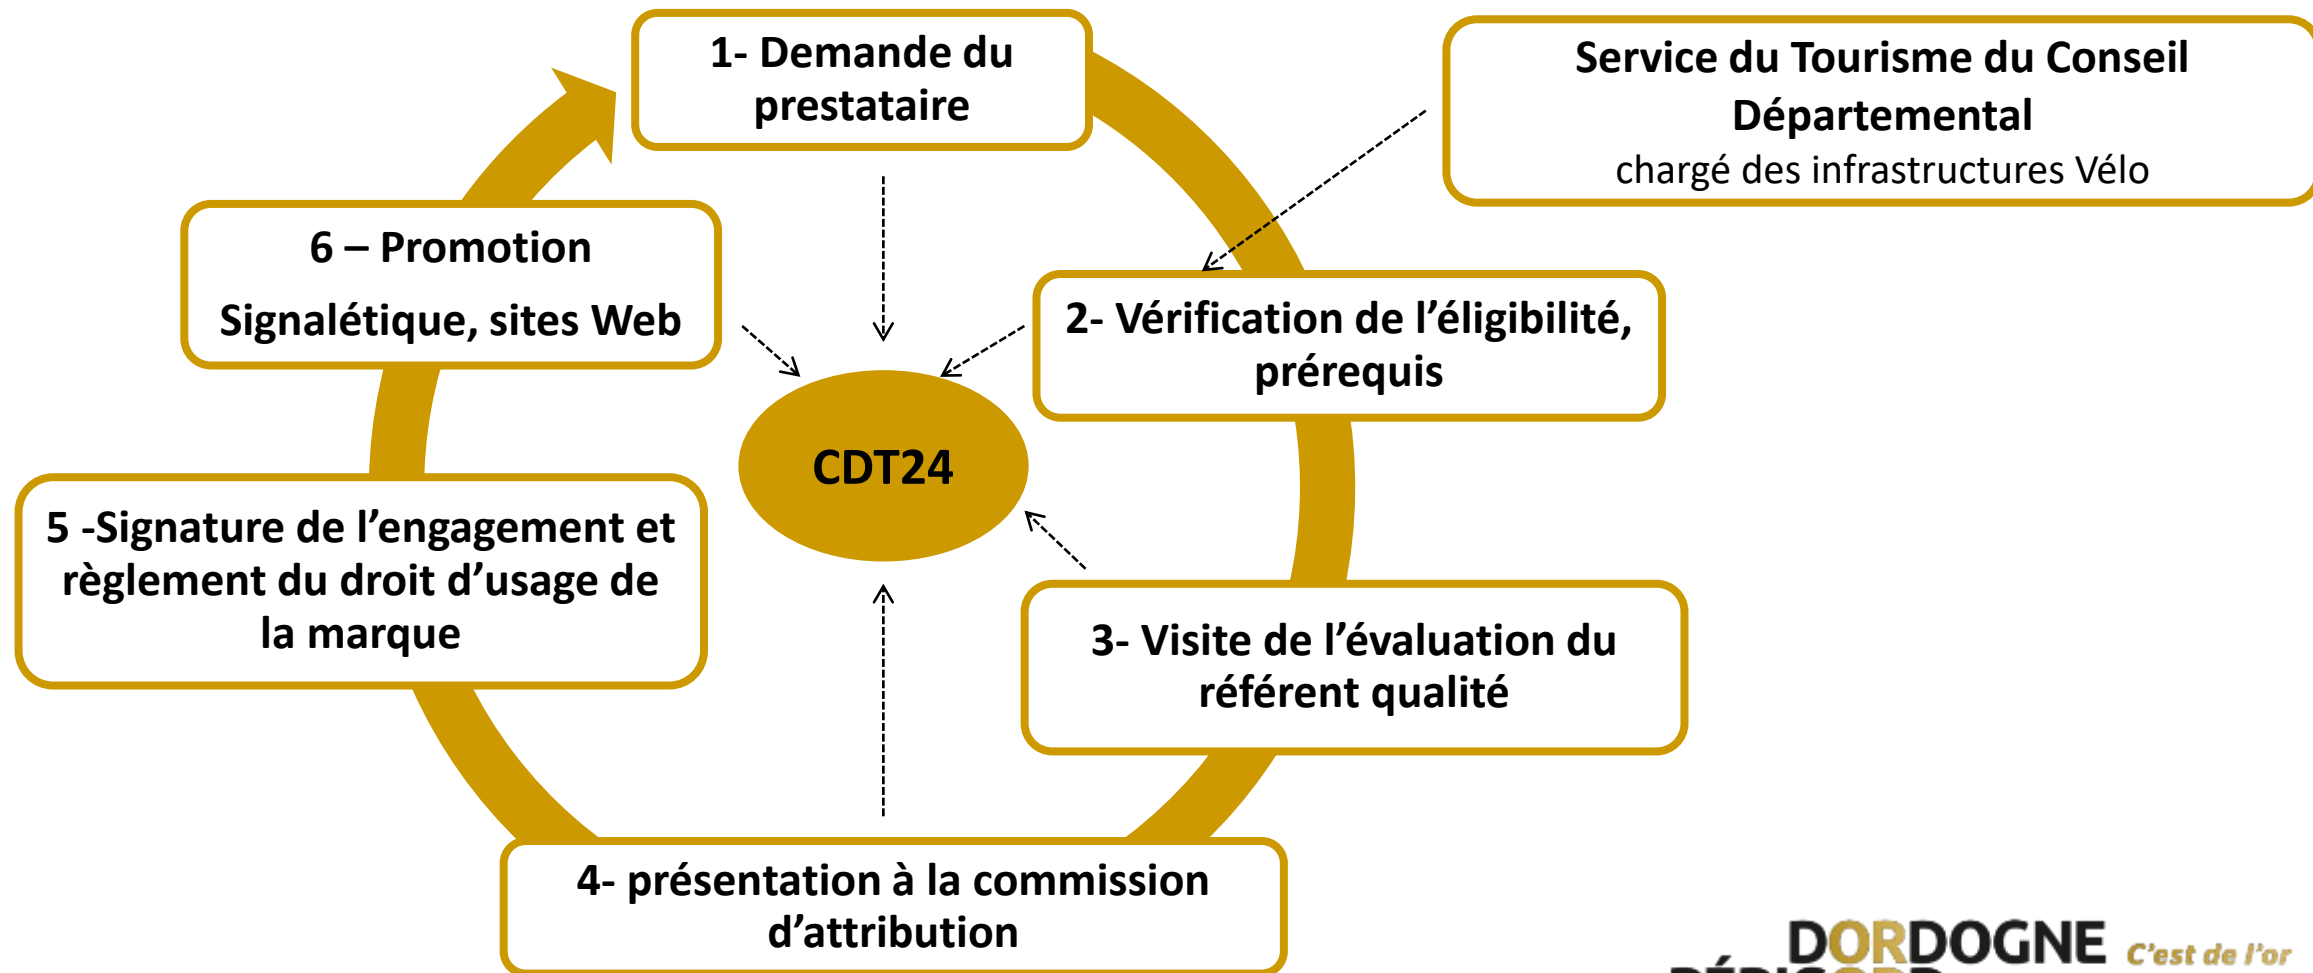 1- Demande du
prestataire
Service du Tourisme du Conseil
Départemental
chargé des infrastructures Vélo
6 – Promotion
Signalétique, sites Web
2- Vérification de l’éligibilité,
prérequis
CDT24
5 -Signature de l’engagement et
règlement du droit d’usage de
la marque
3- Visite de l’évaluation du
référent qualité
4- présentation à la commission
d’attribution
DORDOGNE C’est de l’or